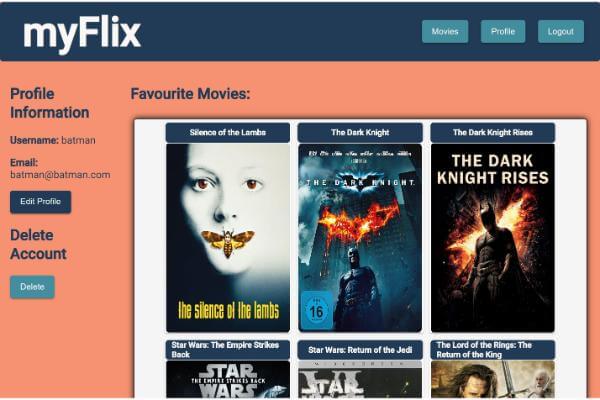 myFlix
Movies
Profile
Logout
Profile
Information
Username: batman
Email:
batman@batman.com
Edit Profile
Delete
Account
Delete
Favourite Movies:
Silence of the Lambs
The Dark Knight
The Dark Knight Rises
the silence of the lambs
THE DARK KNIGHT
16
THE DARK
KNIGHT RISES
Star Wars: The Empire Strikes
Back
Star Wars: Return of the Jedi
The Lord of the Rings: The
Return of the King
STAR
THE EMPIRE STRIKES BACK
WARS
WIDESCREEN
STAR